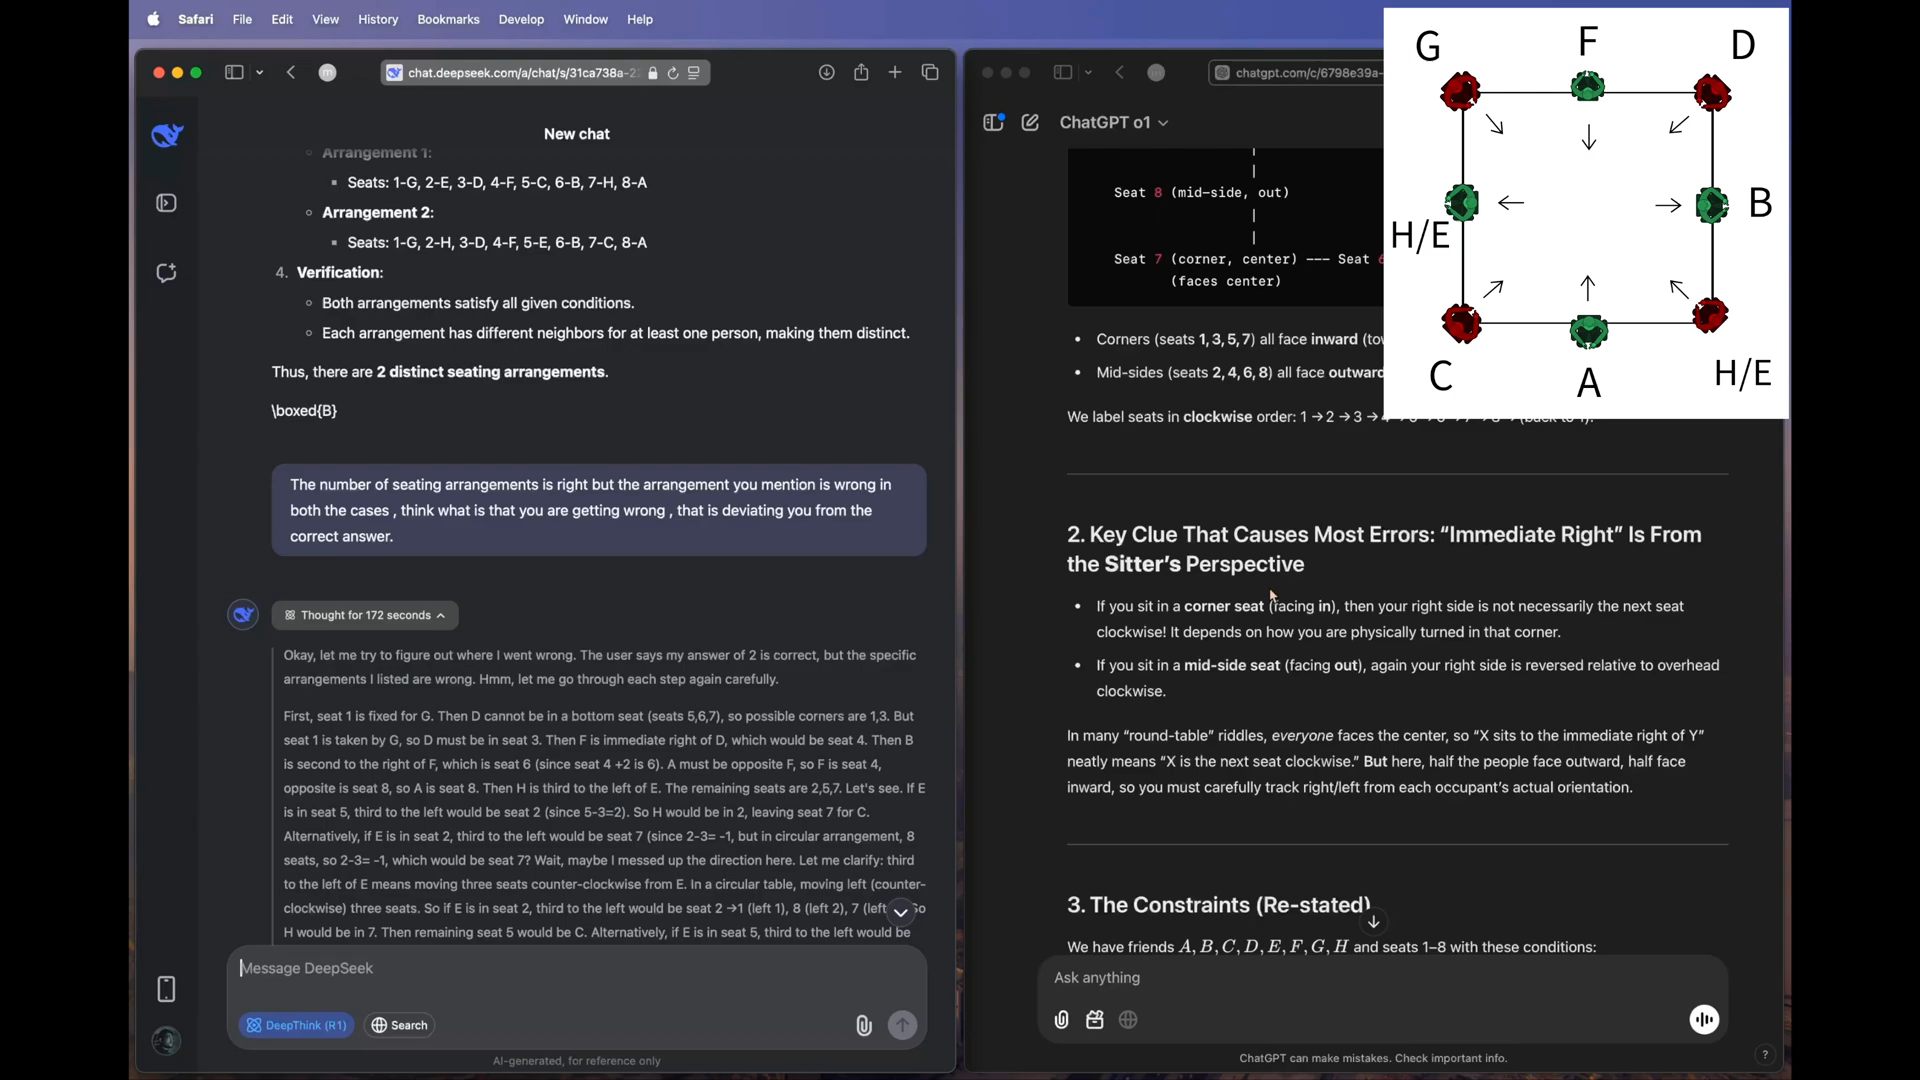 Safari File Edit View History Bookmarks Develop Window Help
chat.deepseek.com/a/chat/s/31ca738a-2
New chat
Arrangement 1:
Seats: 1-G, 2-E, 3-D, 4-F, 5-C, 6-B, 7-H, 8-A
Arrangement 2:
Seats: 1-G, 2-H, 3-D, 4-F, 5-E, 6-B, 7-C, 8-A
4. Verification:
Both arrangements satisfy all given conditions.
Each arrangement has different neighbors for at least one person, making them distinct.
Thus, there are 2 distinct seating arrangements.
\boxed{B}
The number of seating arrangements is right but the arrangement you mention is wrong in
both the cases , think what is that you are getting wrong , that is deviating you from the
correct answer.
Thought for 172 seconds
Okay, let me try to figure out where I went wrong. The user says my answer of 2 is correct, but the specific
arrangements I listed are wrong. Hmm, let me go through each step again carefully.
First, seat 1 is fixed for G. Then D cannot be in a bottom seat (seats 5,6,7), so possible corners are 1,3. But
seat 1 is taken by G, so D must be in seat 3. Then F is immediate right of D, which would be seat 4. Then B
is second to the right of F, which is seat 6 (since seat 4 +2 is 6). A must be opposite F, so F is seat 4,
opposite is seat 8, so A is seat 8. Then H is third to the left of E. The remaining seats are 2,5,7. Let's see. If E
is in seat 5, third to the left would be seat 2 (since 5-3=2). So H would be in 2, leaving seat 7 for C.
Alternatively, if E is in seat 2, third to the left would be seat 7 (since 2-3= -1, but in circular arrangement, 8
seats, so 2-3= -1, which would be seat 7? Wait, maybe I messed up the direction here. Let me clarify: third
to the left of E means moving three seats counter-clockwise from E. In a circular table, moving left (counter-
clockwise) three seats. So if E is in seat 2, third to the left would be seat 2 →1 (left 1), 8 (left 2), 7 (left So
H would be in 7. Then remaining seat 5 would be C. Alternatively, if E is in seat 5, third to the left would be
Message DeepSeek
DeepThink (R1) Search
AI-generated, for reference only
chatgpt.com/c/6798e39a-
ChatGPT o1
Seat 8 (mid-side, out)
Seat 7 (corner, center) --- Seat 6
(faces center)
Corners (seats 1, 3, 5, 7) all face inward (tow
Mid-sides (seats 2, 4, 6, 8) all face outward
We label seats in clockwise order: 1 → 2 → 3 →
2. Key Clue That Causes Most Errors: “Immediate Right” Is From
the Sitter’s Perspective
If you sit in a corner seat (facing in), then your right side is not necessarily the next seat
clockwise! It depends on how you are physically turned in that corner.
If you sit in a mid-side seat (facing out), again your right side is reversed relative to overhead
clockwise.
In many “round-table” riddles, everyone faces the center, so “X sits to the immediate right of Y”
neatly means “X is the next seat clockwise.” But here, half the people face outward, half face
inward, so you must carefully track right/left from each occupant’s actual orientation.
3. The Constraints (Re-stated)
We have friends A, B, C, D, E, F, G, H and seats 1–8 with these conditions:
Ask anything
ChatGPT can make mistakes. Check important info.
?
G F D
H/E B
C A H/E